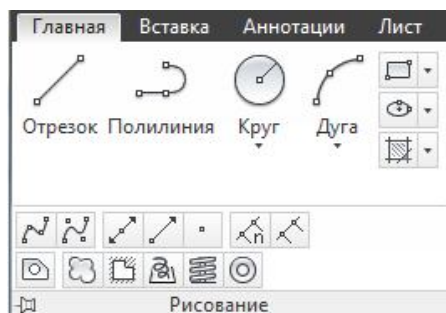 Главная Вставка Аннотации Лист
Отрезок Полилиния Круг Дуга
n
Рисование